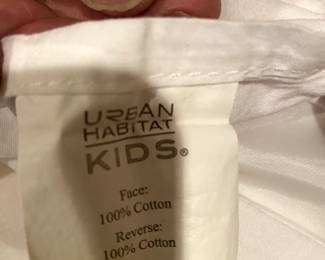 URBAN
HABITAT
KIDS®
Face:
100% Cotton
Reverse:
100% Cotton